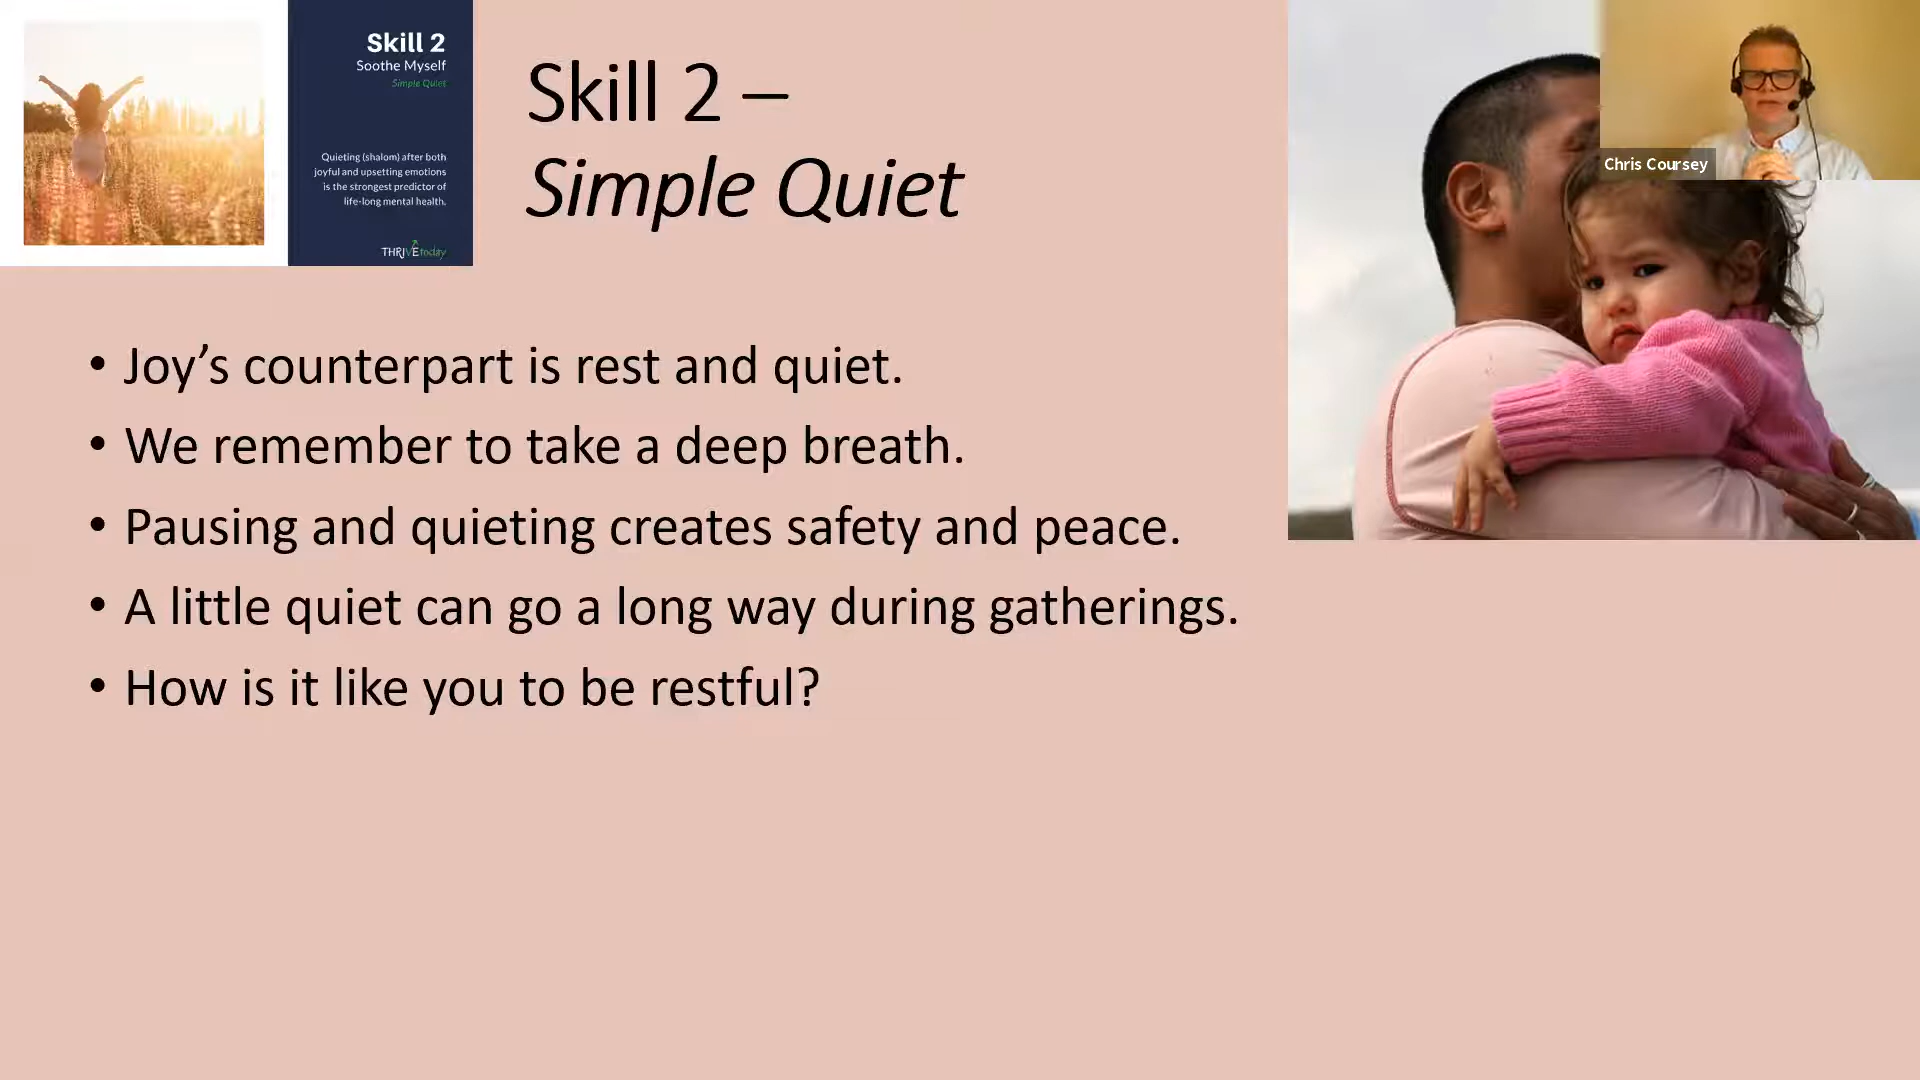 Skill 2
Soothe Myself
Simple Quiet
Quieting (shalom) after both
joyful and upsetting emotions
is the strongest predictor of
life-long mental health.
THRIVEtoday
Skill 2 –
Simple Quiet
Chris Coursey
• Joy’s counterpart is rest and quiet.
• We remember to take a deep breath.
• Pausing and quieting creates safety and peace.
• A little quiet can go a long way during gatherings.
• How is it like you to be restful?